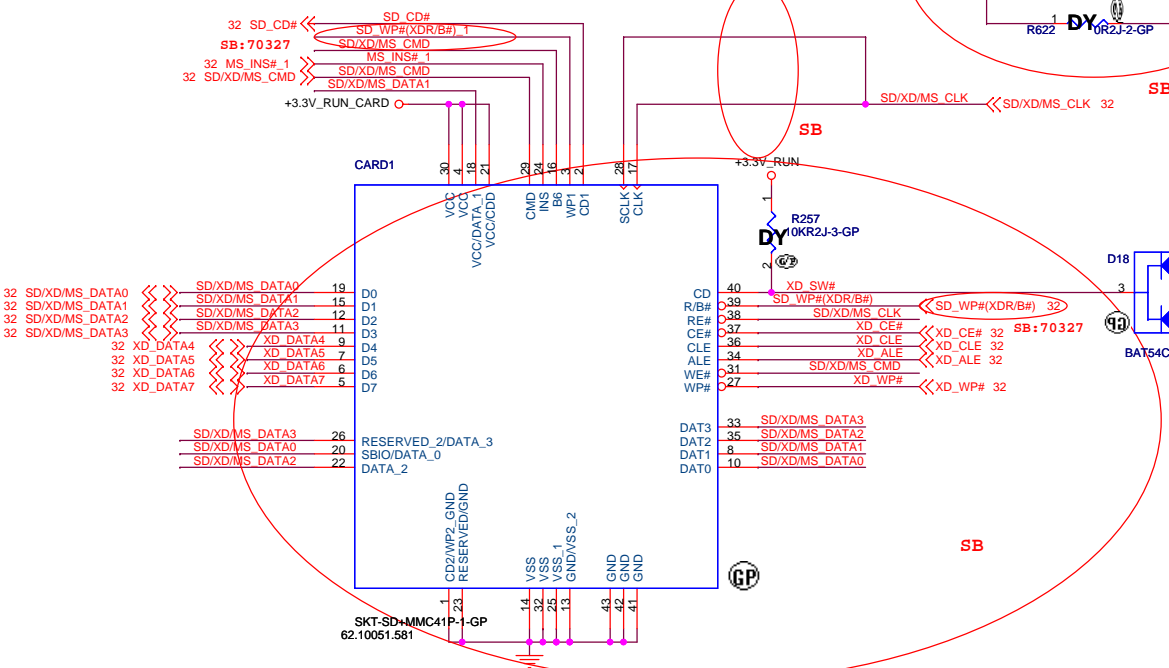 32 SD_CD#
SD_CD#
SD_WP#(XDR/B#)_1
SB:70327
SD/XD/MS_CMD
32 MS_INS#_1
MS_INS#_1
32 SD/XD/MS_CMD
SD/XD/MS_CMD
SD/XD/MS_DATA1
+3.3V_RUN_CARD
1
R622
DY
0R2J-2-GP
SB
SD/XD/MS_CLK
SD/XD/MS_CLK 32
SB
+3.3V_RUN
CARD1
30
4
18
21
29
24
16
3
2
28
17
VCC
VCC
VCC/DATA_1
VCC/CDD
CMD
INS
B6
WP1
CD1
SCLK
CLK
1
R257
DY
10KR2J-3-GP
2
G/P
D18
3
BAT54C
32 SD/XD/MS_DATA0
SD/XD/MS_DATA0
19
D0
32 SD/XD/MS_DATA1
SD/XD/MS_DATA1
15
D1
32 SD/XD/MS_DATA2
SD/XD/MS_DATA2
12
D2
32 SD/XD/MS_DATA3
SD/XD/MS_DATA3
11
D3
32 XD_DATA4
XD_DATA4
9
D4
32 XD_DATA5
XD_DATA5
7
D5
32 XD_DATA6
XD_DATA6
6
D6
32 XD_DATA7
XD_DATA7
5
D7
CD
40
XD_SW#
R/B#
39
SD_WP#(XDR/B#)
SD_WP#(XDR/B#) 32
SB:70327
RE#
38
SD/XD/MS_CLK
CE#
37
XD_CE#
XD_CE# 32
CLE
36
XD_CLE
XD_CLE 32
ALE
34
XD_ALE
XD_ALE 32
WE#
31
SD/XD/MS_CMD
WP#
27
XD_WP#
XD_WP# 32
SD/XD/MS_DATA3
26
RESERVED_2/DATA_3
SD/XD/MS_DATA0
20
SBIO/DATA_0
SD/XD/MS_DATA2
22
DATA_2
DAT3
33
SD/XD/MS_DATA3
DAT2
35
SD/XD/MS_DATA2
DAT1
8
SD/XD/MS_DATA1
DAT0
10
SD/XD/MS_DATA0
CD2/WP2_GND
RESERVED/GND
VSS
VSS
VSS_1
GND/VSS_2
GND
GND
GND
1
23
14
32
25
13
43
42
41
SB
GP
SKT-SD+MMC41P-1-GP
62.10051.581